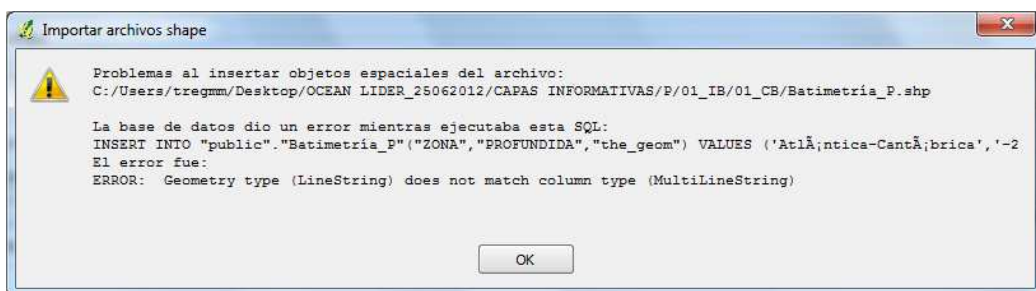 Importar archivos shape
Problemas al insertar objetos espaciales del archivo:
C:/Users/tregmm/Desktop/OCEAN LIDER_25062012/CAPAS INFORMATIVAS/P/01_IB/01_CB/Batimetría_P.shp
La base de datos dio un error mientras ejecutaba esta SQL:
INSERT INTO "public"."Batimetría_P"("ZONA","PROFUNDIDA","the_geom") VALUES ('AtlÃ¡ntica-CantÃ¡brica','-2
El error fue:
ERROR:  Geometry type (LineString) does not match column type (MultiLineString)
OK